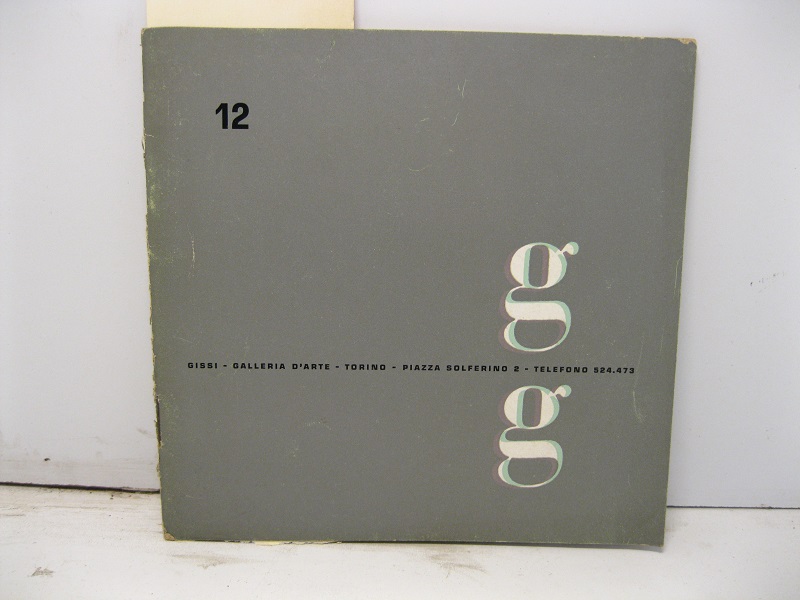 12
g
GISSI - GALLERIA D'ARTE - TORINO - PIAZZA SOLFERINO 2 - TELEFONO 524.473
g